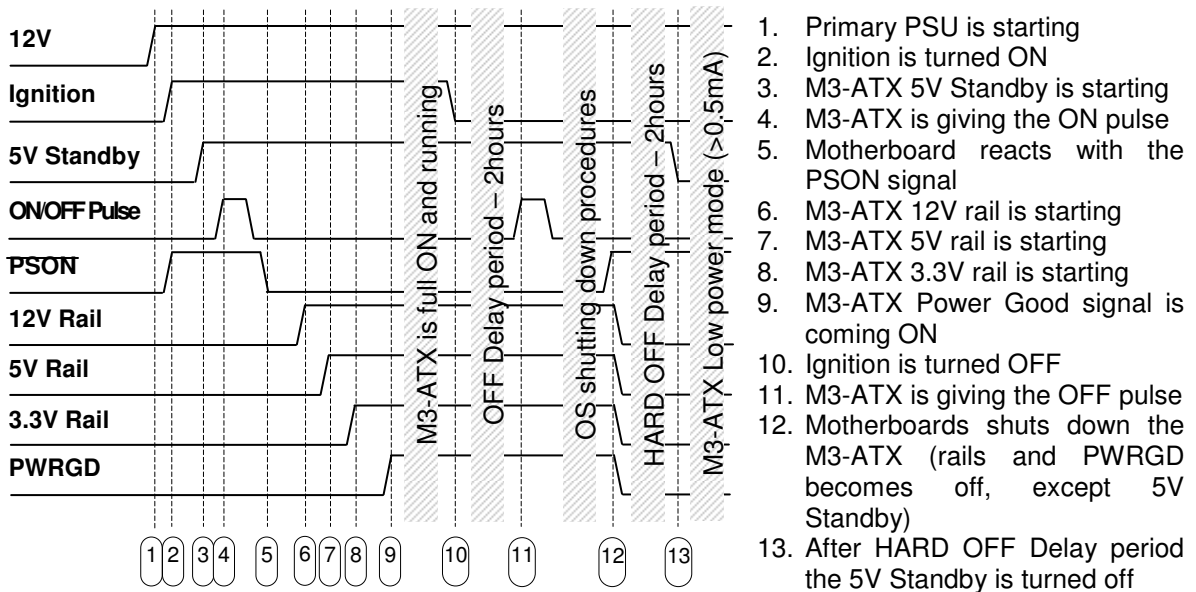 12V
Ignition
5V Standby
ON/OFF Pulse
PSON
12V Rail
5V Rail
3.3V Rail
PWRGD
M3-ATX is full ON and running
OFF Delay period – 2hours
OS shutting down procedures
HARD OFF Delay period – 2hours
M3-ATX Low power mode (>0.5mA)
1 2 3 4 5 6 7 8 9 10 11 12 13
1. Primary PSU is starting
2. Ignition is turned ON
3. M3-ATX 5V Standby is starting
4. M3-ATX is giving the ON pulse
5. Motherboard reacts with the
PSON signal
6. M3-ATX 12V rail is starting
7. M3-ATX 5V rail is starting
8. M3-ATX 3.3V rail is starting
9. M3-ATX Power Good signal is
coming ON
10. Ignition is turned OFF
11. M3-ATX is giving the OFF pulse
12. Motherboards shuts down the
M3-ATX (rails and PWRGD
becomes off, except 5V
Standby)
13. After HARD OFF Delay period
the 5V Standby is turned off